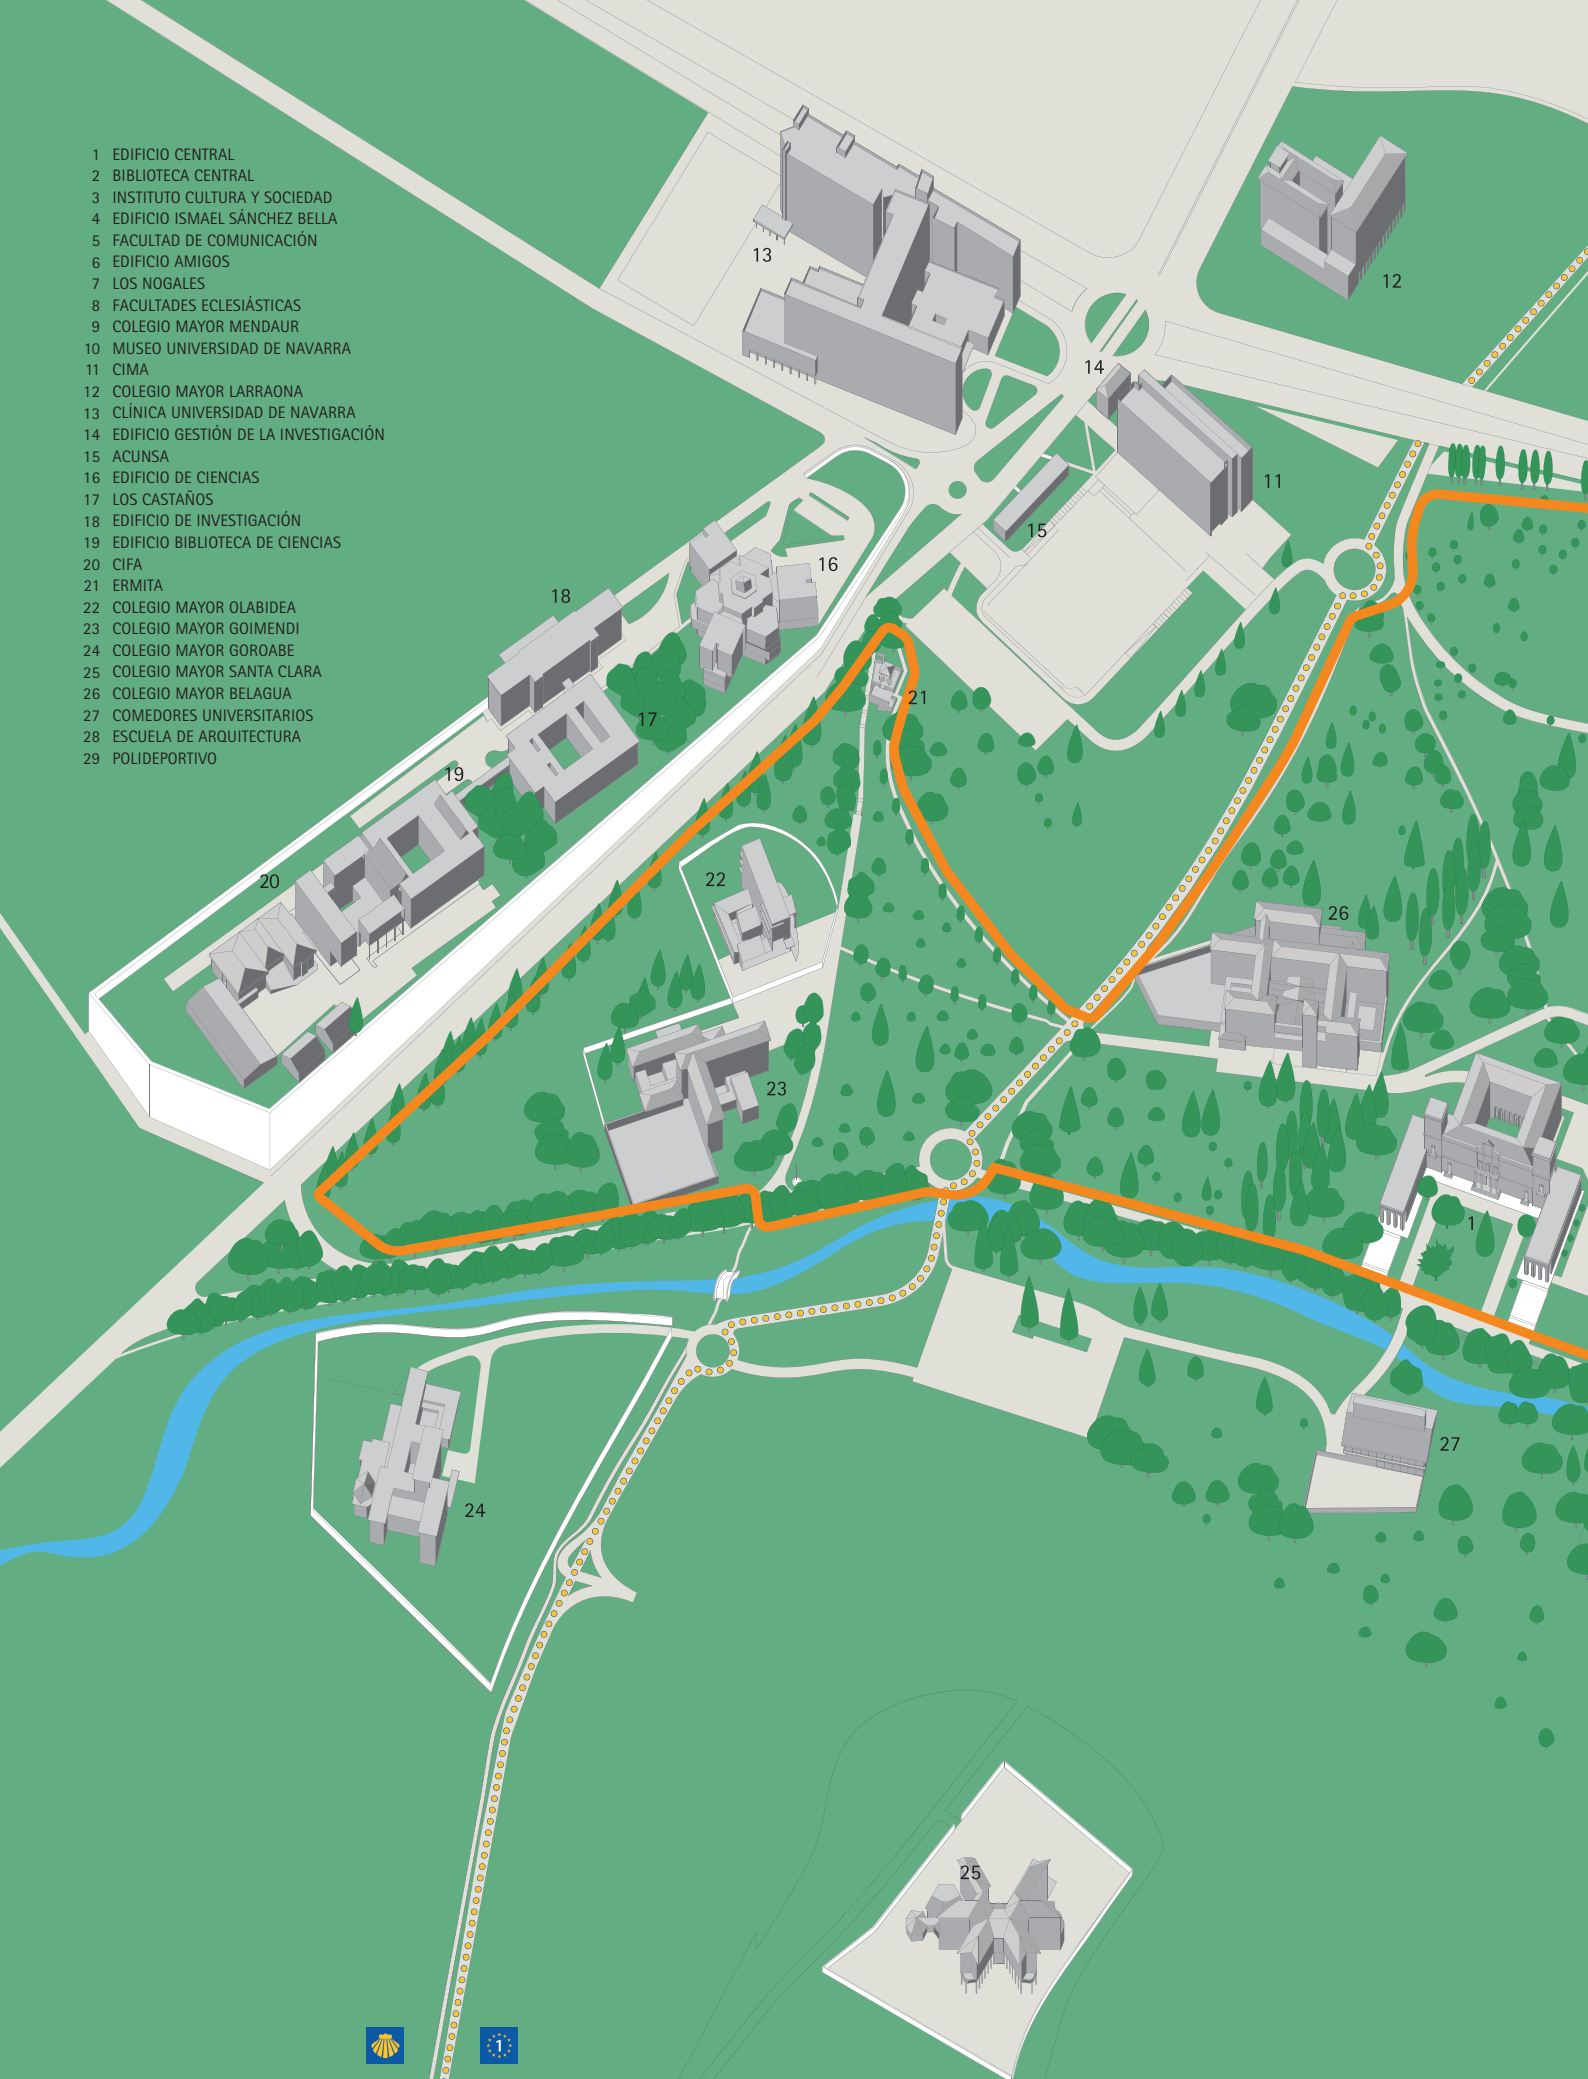 1 EDIFICIO CENTRAL
2 BIBLIOTECA CENTRAL
3 INSTITUTO CULTURA Y SOCIEDAD
4 EDIFICIO ISMAEL SÁNCHEZ BELLA
5 FACULTAD DE COMUNICACIÓN
6 EDIFICIO AMIGOS
7 LOS NOGALES
8 FACULTADES ECLESIÁSTICAS
9 COLEGIO MAYOR MENDAUR
10 MUSEO UNIVERSIDAD DE NAVARRA
11 CIMA
12 COLEGIO MAYOR LARRAONA
13 CLÍNICA UNIVERSIDAD DE NAVARRA
14 EDIFICIO GESTIÓN DE LA INVESTIGACIÓN
15 ACUNSA
16 EDIFICIO DE CIENCIAS
17 LOS CASTAÑOS
18 EDIFICIO DE INVESTIGACIÓN
19 EDIFICIO BIBLIOTECA DE CIENCIAS
20 CIFA
21 ERMITA
22 COLEGIO MAYOR OLABIDEA
23 COLEGIO MAYOR GOIMENDI
24 COLEGIO MAYOR GOROABE
25 COLEGIO MAYOR SANTA CLARA
26 COLEGIO MAYOR BELAGUA
27 COMEDORES UNIVERSITARIOS
28 ESCUELA DE ARQUITECTURA
29 POLIDEPORTIVO
13
12
14
11
15
16
18
21
17
19
20
22
26
23
1
27
24
25
1